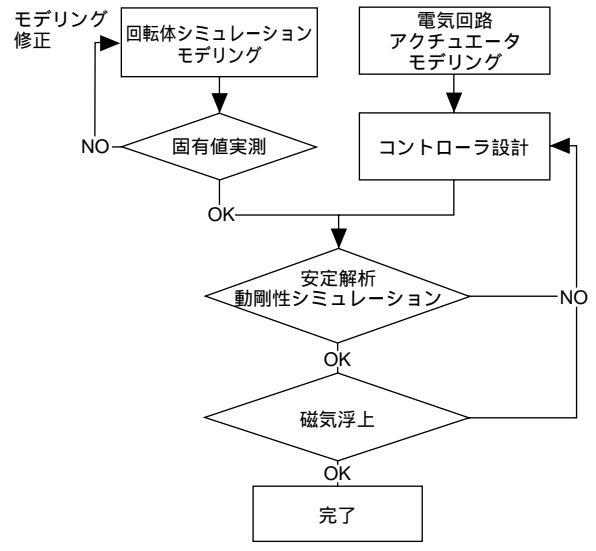 モデリング
修正
回転体シミュレーション
モデリング
電気回路
アクチュエータ
モデリング
NO
固有値実測
コントローラ設計
OK
安定解析
動剛性シミュレーション
NO
OK
磁気浮上
OK
完了